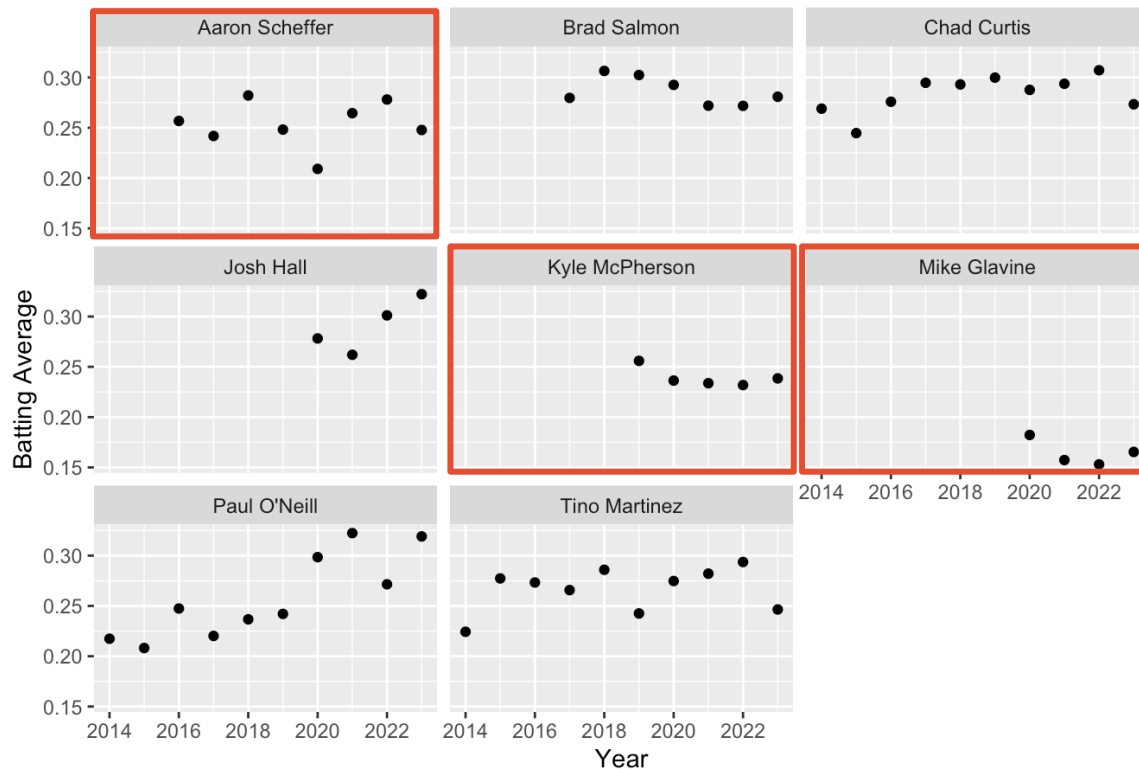 Aaron Scheffer Brad Salmon Chad Curtis
0.30
0.25
0.20
0.15
Josh Hall Kyle McPherson Mike Glavine
0.30
0.25
0.20
0.15
2014 2016 2018 2020 2022
Paul O'Neill Tino Martinez
0.30
0.25
0.20
0.15
2014 2016 2018 2020 2022 2014 2016 2018 2020 2022
Year
Batting Average